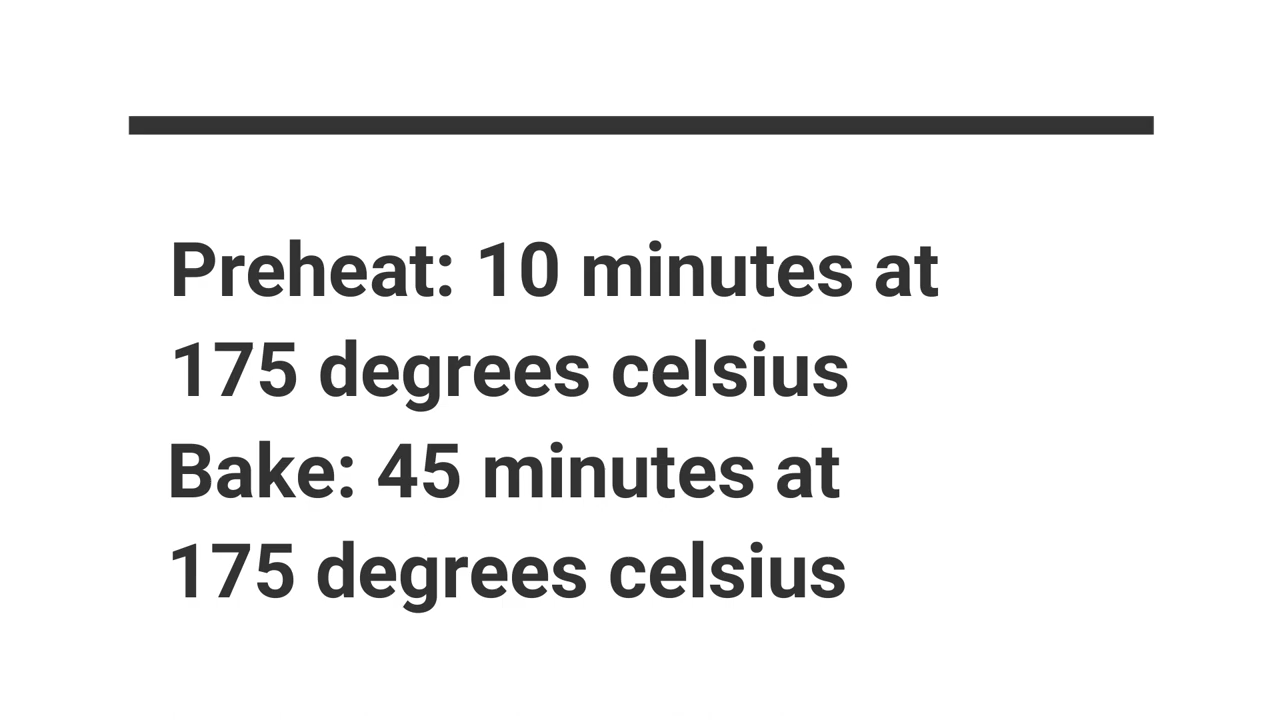 Preheat: 10 minutes at
175 degrees celsius
Bake: 45 minutes at
175 degrees celsius